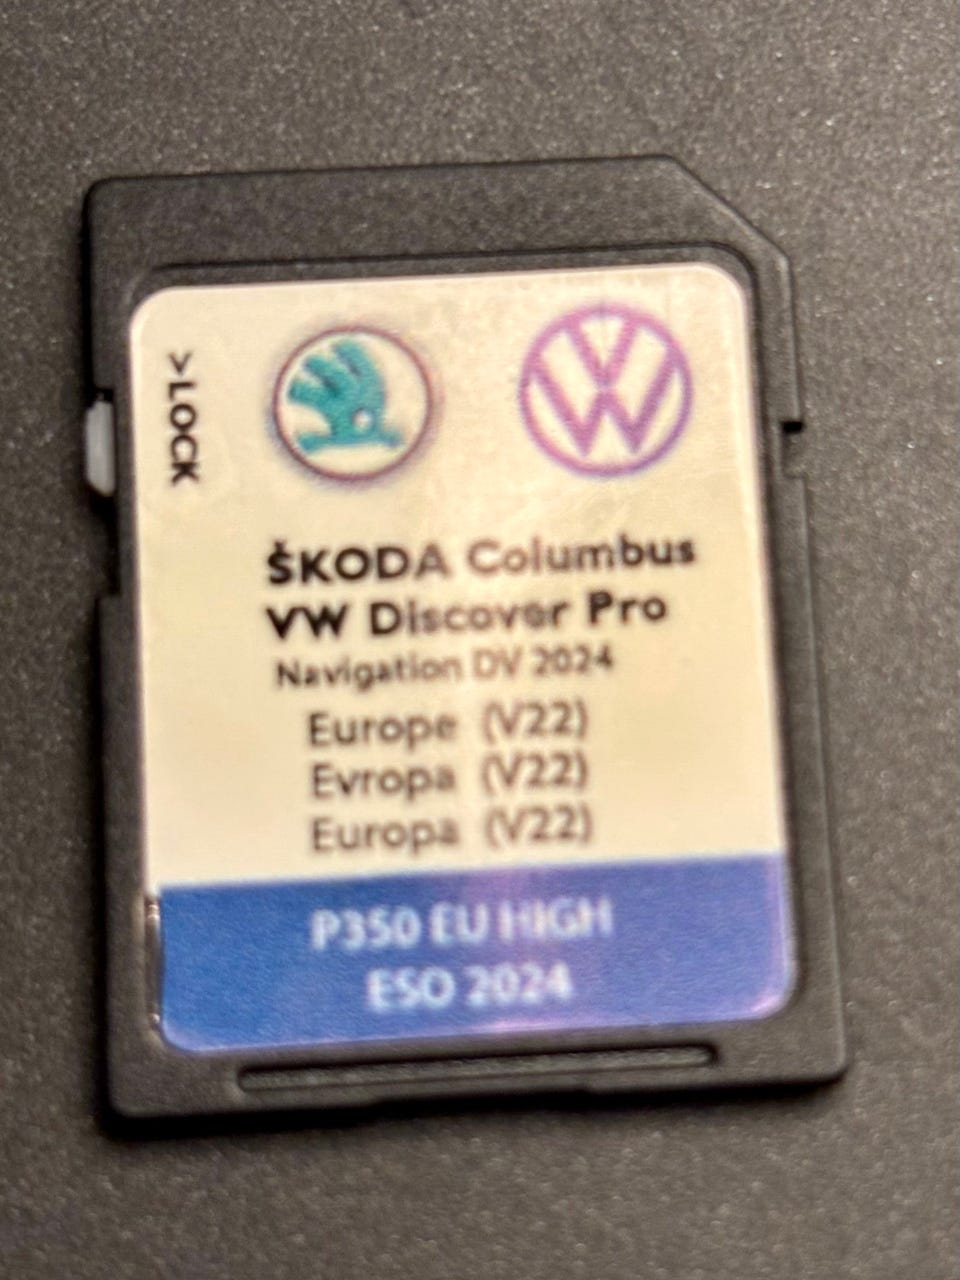 >LOCK
ŠKODA Columbus
VW Discover Pro
Navigation DV 2024
Europe (V22)
Evropa (V22)
Europa (V22)
P350 EU HIGH
ESO 2024